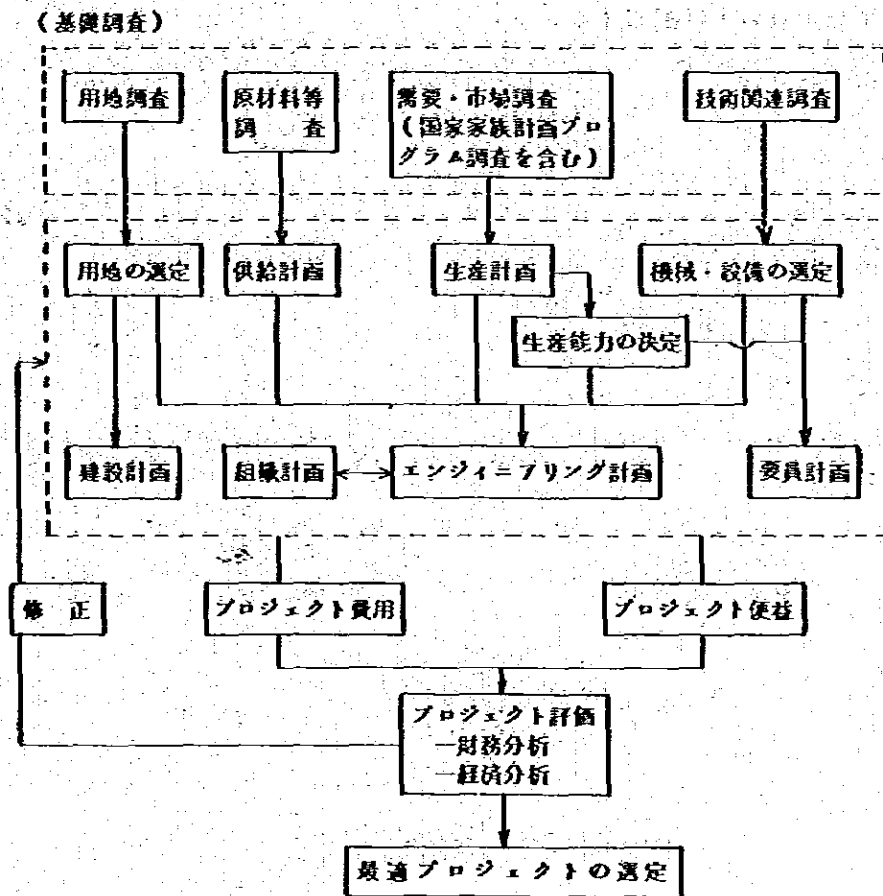 （基礎調査）
用地調査
原材料等
調　査
需要・市場調査
（国家家族計画プロ
グラム調査を含む）
技術関連調査
用地の選定
供給計画
生産計画
機械・設備の選定
生産能力の決定
建設計画
組織計画
エンジィニアリング計画
要員計画
修　正
プロジェクト費用
プロジェクト便益
プロジェクト評価
―財務分析
―経済分析
最適プロジェクトの選定